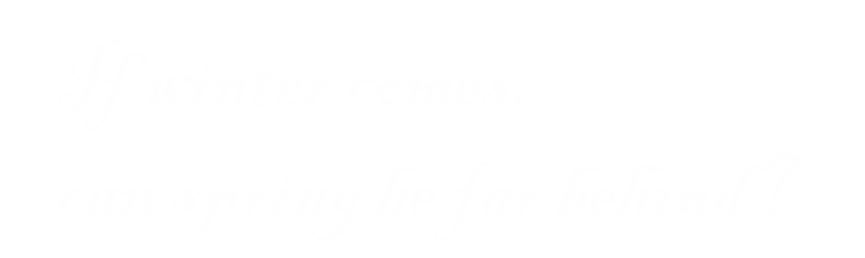 If winter comes,
can spring be far behind?